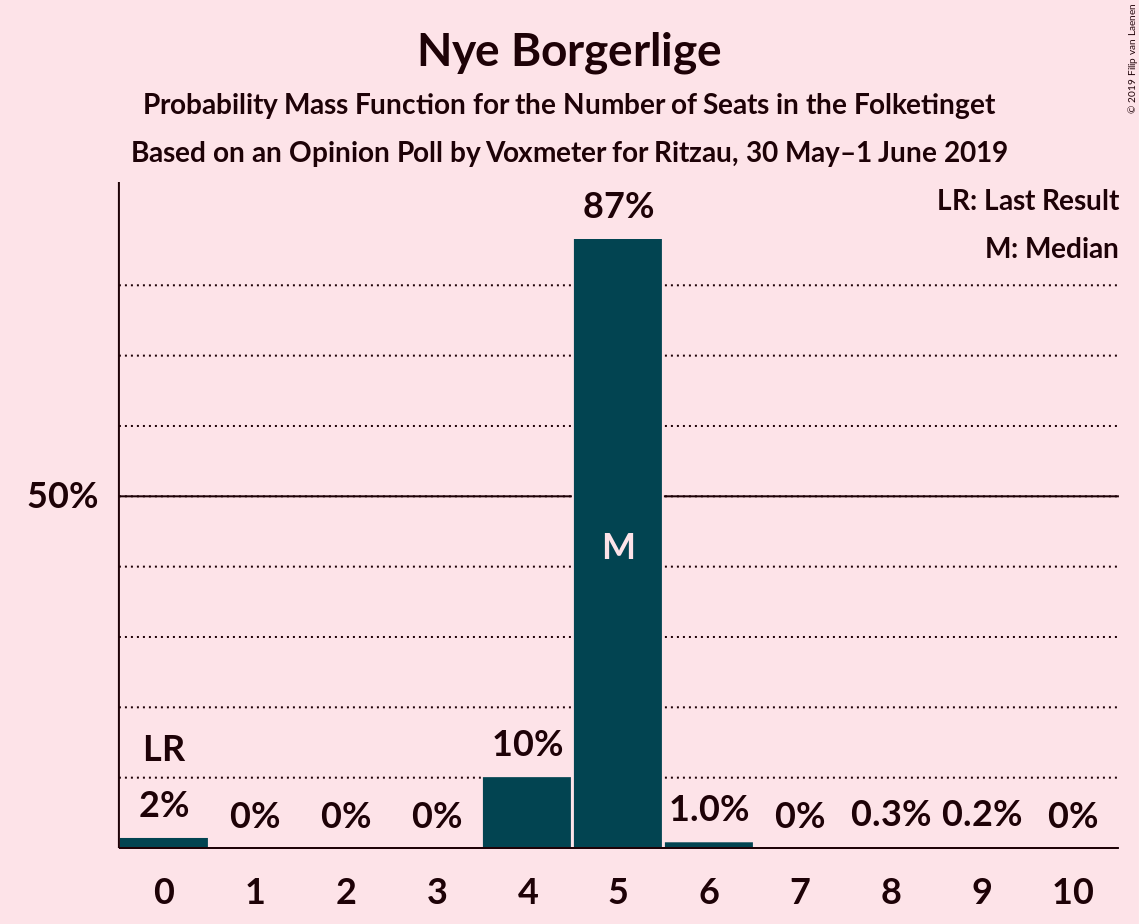 Nye Borgerlige
Probability Mass Function for the Number of Seats in the Folketinget
Based on an Opinion Poll by Voxmeter for Ritzau, 30 May–1 June 2019
© 2019 Filip van Laenen
LR: Last Result
M: Median
87%
50%
M
LR
2%
0%
0%
0%
10%
1.0%
0%
0.3%
0.2%
0%
0 1 2 3 4 5 6 7 8 9 10